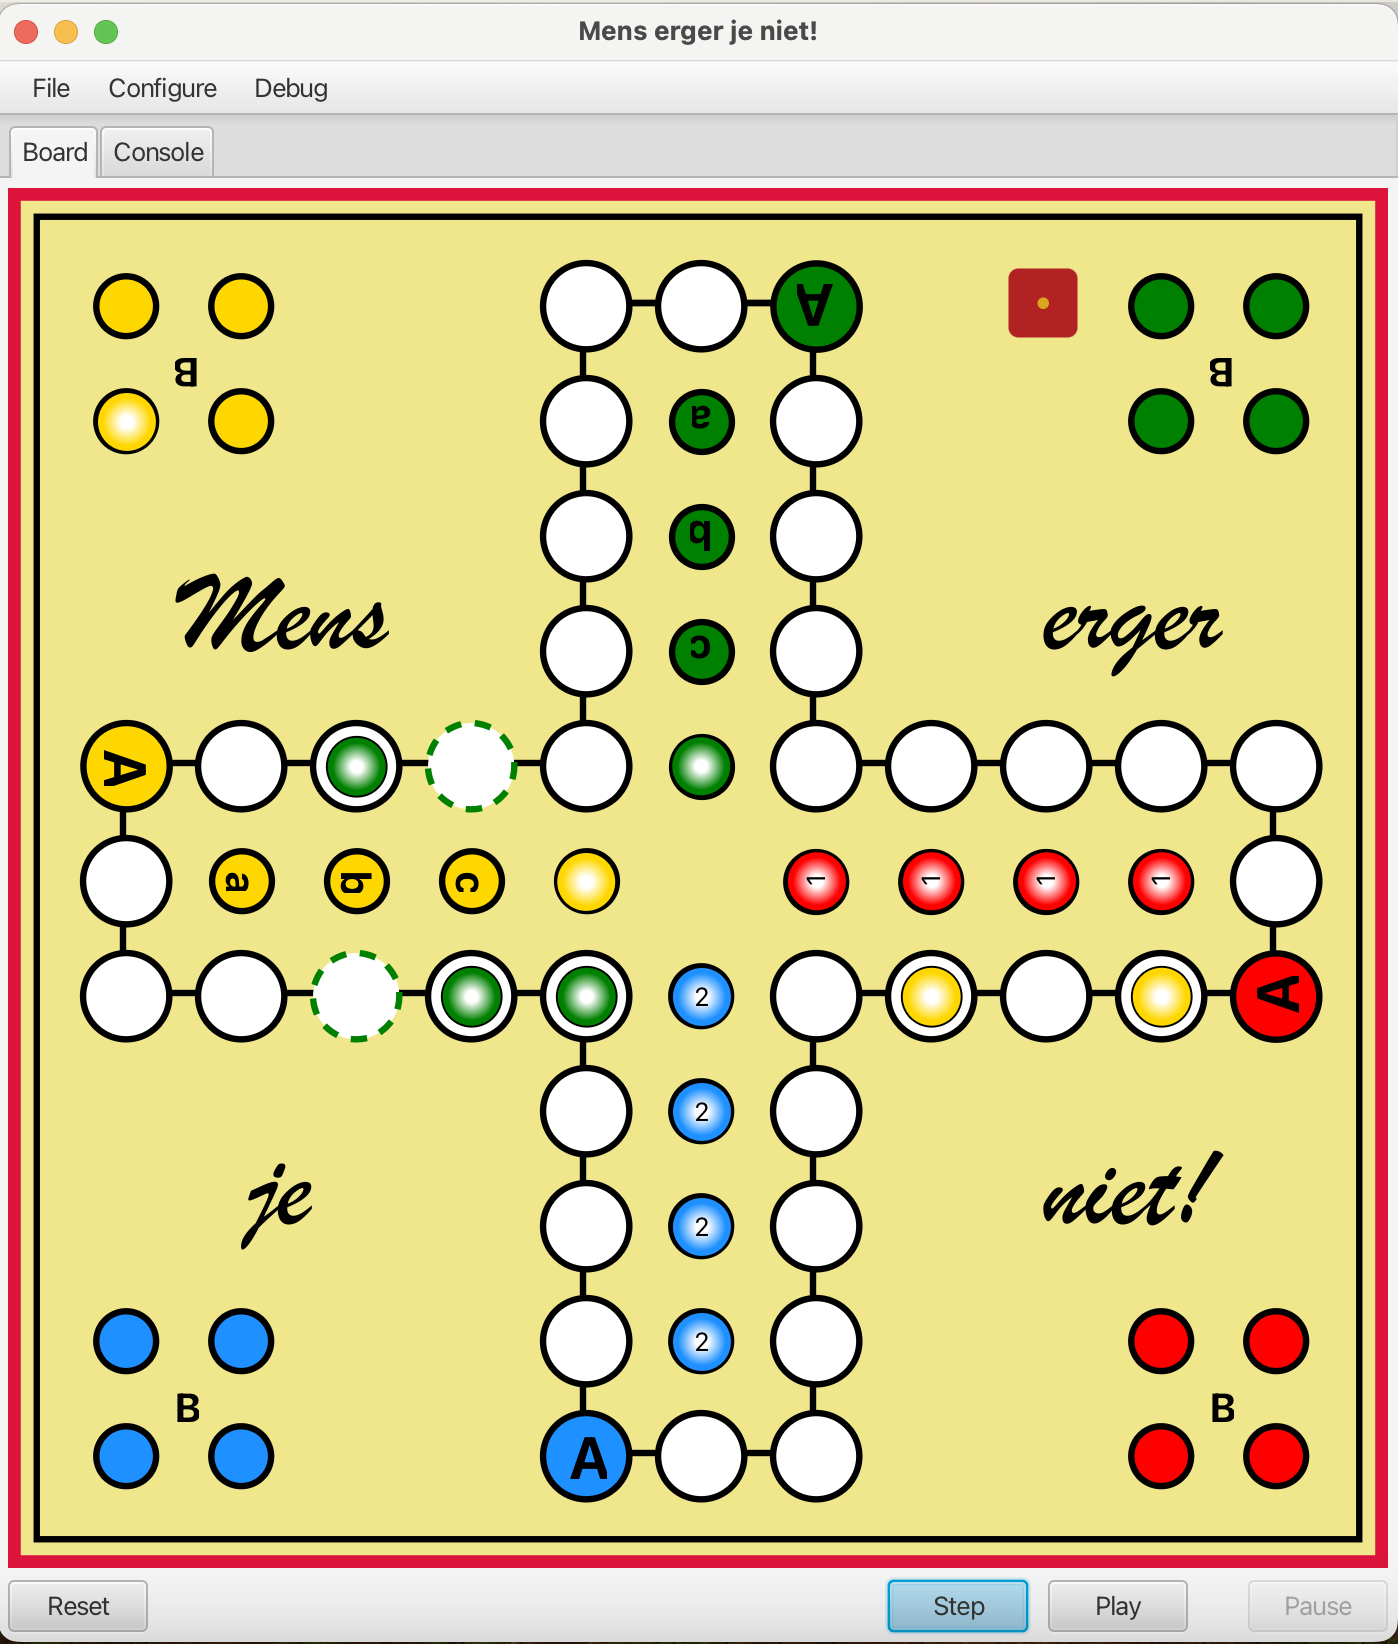 Mens erger je niet!
File Configure Debug
Board Console
A
B B
a
b
Mens erger
c
A
a b c 1 1 1 1
2 A
2
je niet!
2
2
B B
A
Reset Step Play Pause